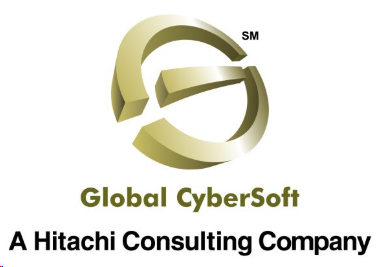 SM
Global CyberSoft
A Hitachi Consulting Company